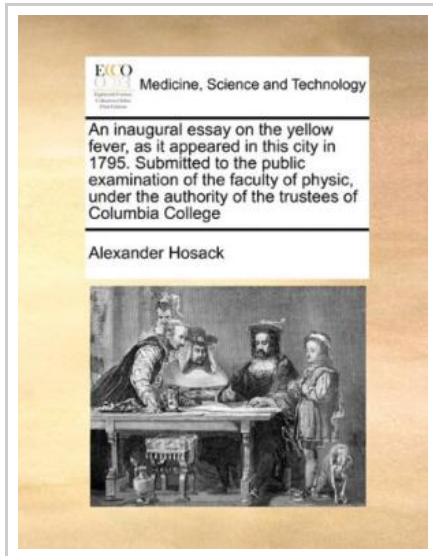 ECCO
Medicine, Science and Technology
An inaugural essay on the yellow
fever, as it appeared in this city in
1795. Submitted to the public
examination of the faculty of physic,
under the authority of the trustees of
Columbia College
Alexander Hosack